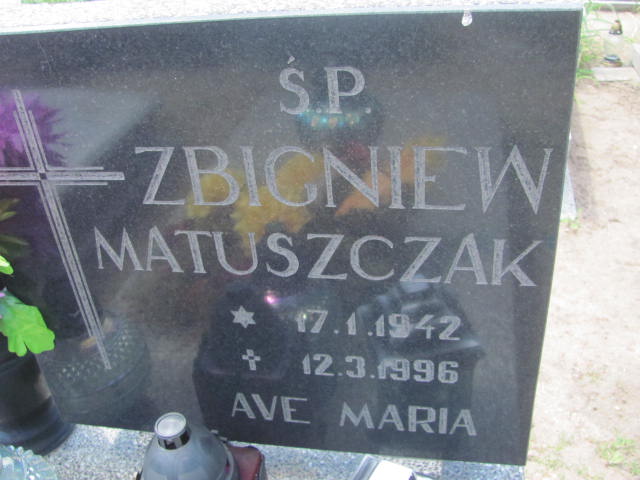 Ś.P.
ZBIGNIEW
MATUSZCZAK
* 17.1.1942
✝ 12.3.1996
AVE MARIA